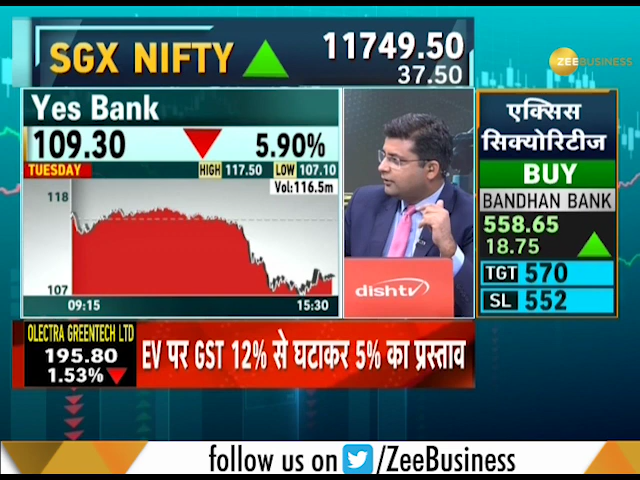 SGX NIFTY
11749.50
37.50
ZEEBUSINESS
Yes Bank
109.30
5.90%
TUESDAY
HIGH 117.50 LOW 107.10
Vol:116.5m
118
107
09:15 15:30
dishtv
एक्सिस
सिक्योरिटीज
BUY
BANDHAN BANK
558.65
18.75
TGT 570
SL 552
OLECTRA GREENTECH LTD
195.80
1.53%
EV पर GST 12% से घटाकर 5% का प्रस्ताव
follow us on /ZeeBusiness